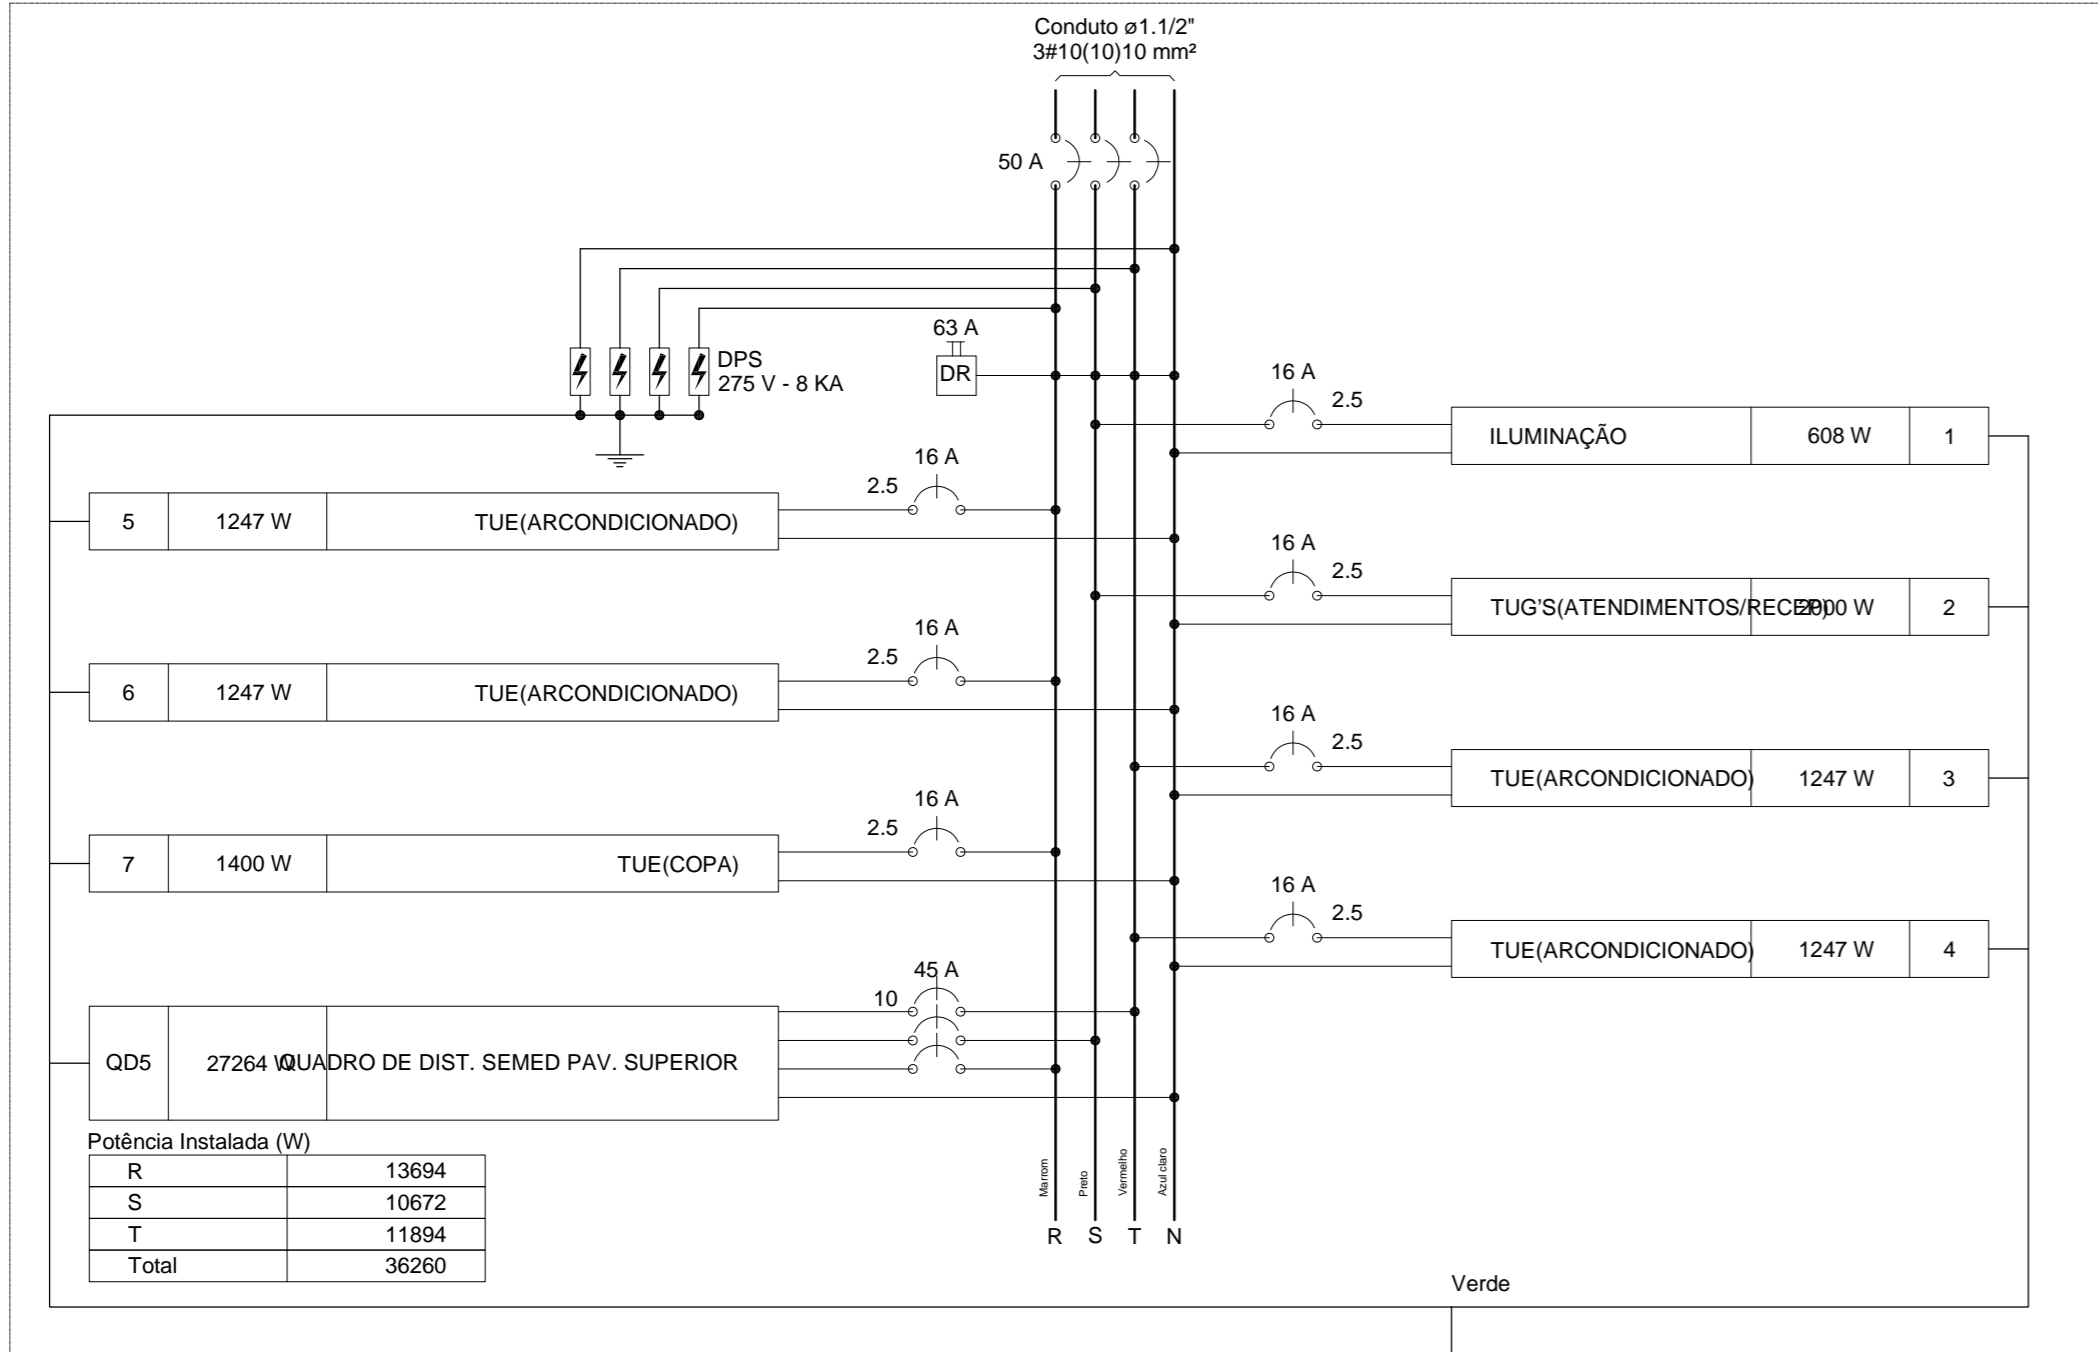 Conduto ø1.1/2"
3#10(10)10 mm²
50 A
63 A
DR
DPS
275 V - 8 KA
16 A
2.5
ILUMINAÇÃO 608 W 1
16 A
2.5
5 1247 W TUE(ARCONDICIONADO)
16 A
2.5
TUG'S(ATENDIMENTOS/RECEP) 2000 W 2
16 A
2.5
6 1247 W TUE(ARCONDICIONADO)
16 A
2.5
TUE(ARCONDICIONADO) 1247 W 3
16 A
2.5
7 1400 W TUE(COPA)
16 A
2.5
TUE(ARCONDICIONADO) 1247 W 4
45 A
10
QD5 27264 W QUADRO DE DIST. SEMED PAV. SUPERIOR
Potência Instalada (W)
R 13694
S 10672
T 11894
Total 36260
Marrom
Preto
Vermelho
Azul claro
R S T N
Verde